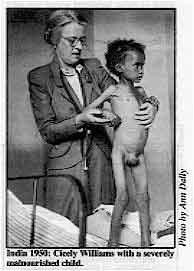 Photo by Ann Dally
India 1950: Cicely Williams with a severely
malnourished child.